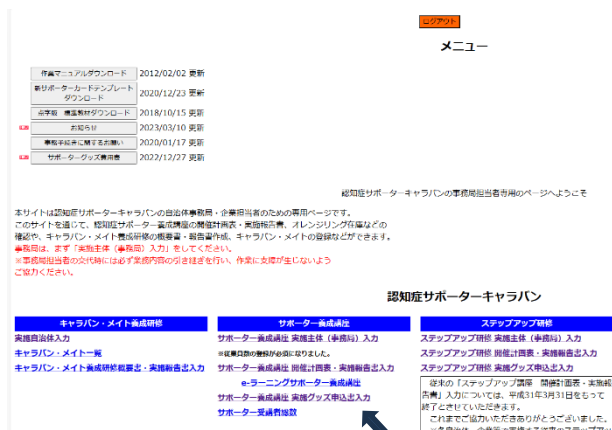 ログアウト
メニュー
作業マニュアルダウンロード 2012/02/02 更新
新サポーターカードテンプレート
ダウンロード 2020/12/23 更新
点字版 標準教材ダウンロード 2018/10/15 更新
お知らせ 2023/03/10 更新
事務手続きに関するお願い 2020/01/17 更新
サポーターグッズ費用表 2022/12/27 更新
認知症サポーターキャラバンの事務局担当者専用のページへようこそ
本サイトは認知症サポーターキャラバンの自治体事務局・企業担当者のための専用ページです。
このサイトを通じて、認知症サポーター養成講座の開催計画表・実施報告書、オレンジリング在庫などの
確認や、キャラバン・メイト養成研修の概要書・報告書作成、キャラバン・メイトの登録などができます。
事務局は、まず「実施主体（事務局）入力」をしてください。
※事務局担当者の交代時には必ず業務内容の引き継ぎを行い、作業に支障が生じないよう
ご協力ください。
認知症サポーターキャラバン
キャラバン・メイト養成研修
実施自治体入力
キャラバン・メイト一覧
キャラバン・メイト養成研修概要書・実施報告書入力
サポーター養成講座
サポーター養成講座 実施主体（事務局）入力
※従業員数の登録が必須になりました。
サポーター養成講座 開催計画表・実施報告書入力
e-ラーニングサポーター養成講座
サポーター養成講座 実施グッズ申込出入力
サポーター受講者総数
ステップアップ研修
ステップアップ研修 実施主体（事務局）入力
ステップアップ研修 開催計画表・実施報告書入力
ステップアップ研修 実施グッズ申込出入力
従来の「ステップアップ講座 開催計画表・実施報
告書」入力については、平成31年3月31日をもって
終了とさせていただきます。
これまでご協力いただきありがとうございました。